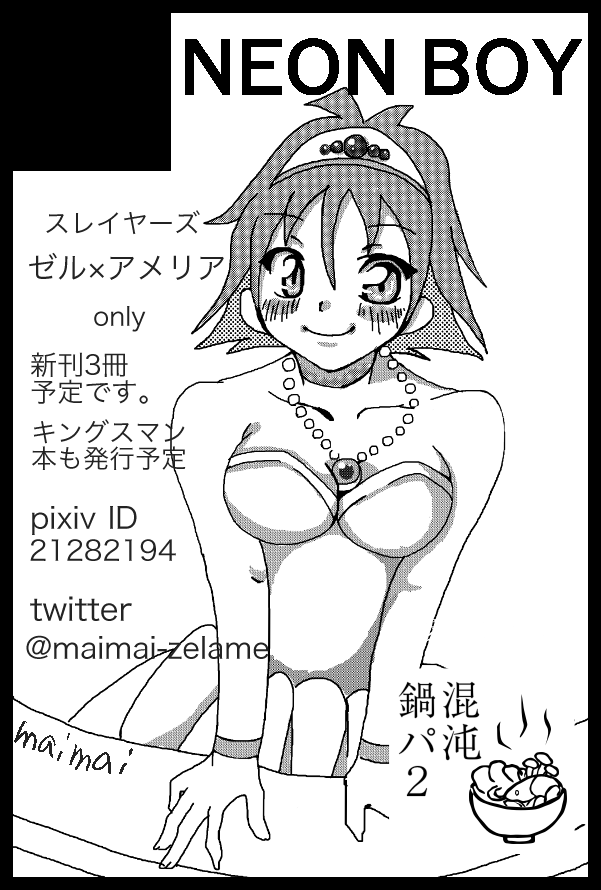 NEON BOY
スレイヤーズ
ゼル×アメリア
only
新刊3冊
予定です。
キングスマン
本も発行予定
pixiv ID
21282194
twitter
@maimai-zelame
maimai
混沌
鍋パ2